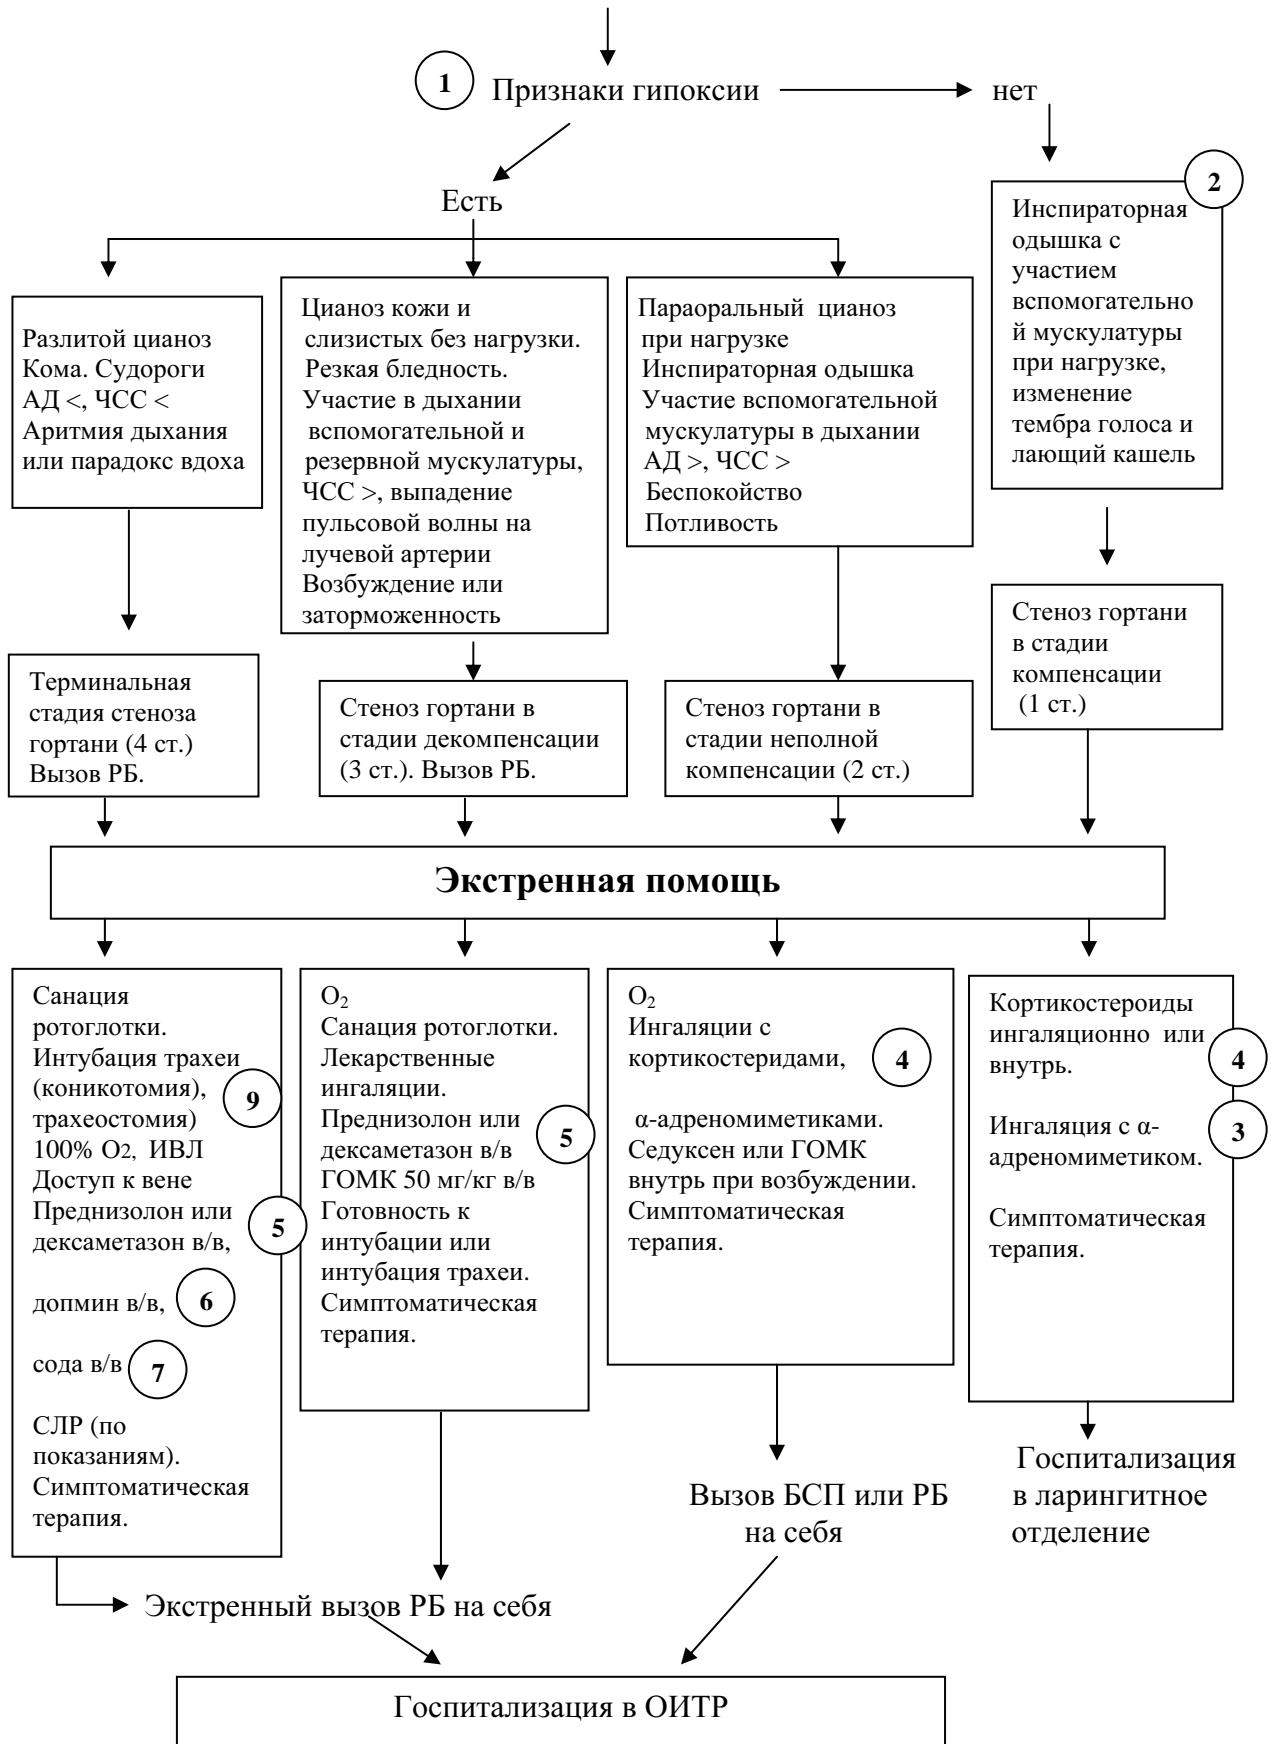 1
Признаки гипоксии
нет
Есть
2
Инспираторная
одышка с
участием
вспомогательно
й мускулатуры
при нагрузке,
изменение
тембра голоса и
лающий кашель
Разлитой цианоз
Кома. Судороги
АД <, ЧСС <
Аритмия дыхания
или парадокс вдоха
Цианоз кожи и
слизистых без нагрузки.
Резкая бледность.
Участие в дыхании
вспомогательной и
резервной мускулатуры,
ЧСС >, выпадение
пульсовой волны на
лучевой артерии
Возбуждение или
заторможенность
Параоральный цианоз
при нагрузке
Инспираторная одышка
Участие вспомогательной
мускулатуры в дыхании
АД >, ЧСС >
Беспокойство
Потливость
Терминальная
стадия стеноза
гортани (4 ст.)
Вызов РБ.
Стеноз гортани в
стадии декомпенсации
(3 ст.). Вызов РБ.
Стеноз гортани в
стадии неполной
компенсации (2 ст.)
Стеноз гортани
в стадии
компенсации
(1 ст.)
Экстренная помощь
Санация
ротоглотки.
Интубация трахеи
(коникотомия),
трахеостомия)
9
100% О2, ИВЛ
Доступ к вене
Преднизолон или
дексаметазон в/в,
5
допмин в/в,
6
сода в/в
7
СЛР (по
показаниям).
Симптоматическая
терапия.
О2
Санация ротоглотки.
Лекарственные
ингаляции.
Преднизолон или
дексаметазон в/в
5
ГОМК 50 мг/кг в/в
Готовность к
интубации или
интубация трахеи.
Симптоматическая
терапия.
О2
Ингаляции с
кортикостеридами,
4
α-адреномиметиками.
Седуксен или ГОМК
внутрь при возбуждении.
Симптоматическая
терапия.
Кортикостероиды
ингаляционно или
внутрь.
4
Ингаляция с α-
адреномиметиком.
3
Симптоматическая
терапия.
Госпитализация
в ларингитное
отделение
Вызов БСП или РБ
на себя
Экстренный вызов РБ на себя
Госпитализация в ОИТР